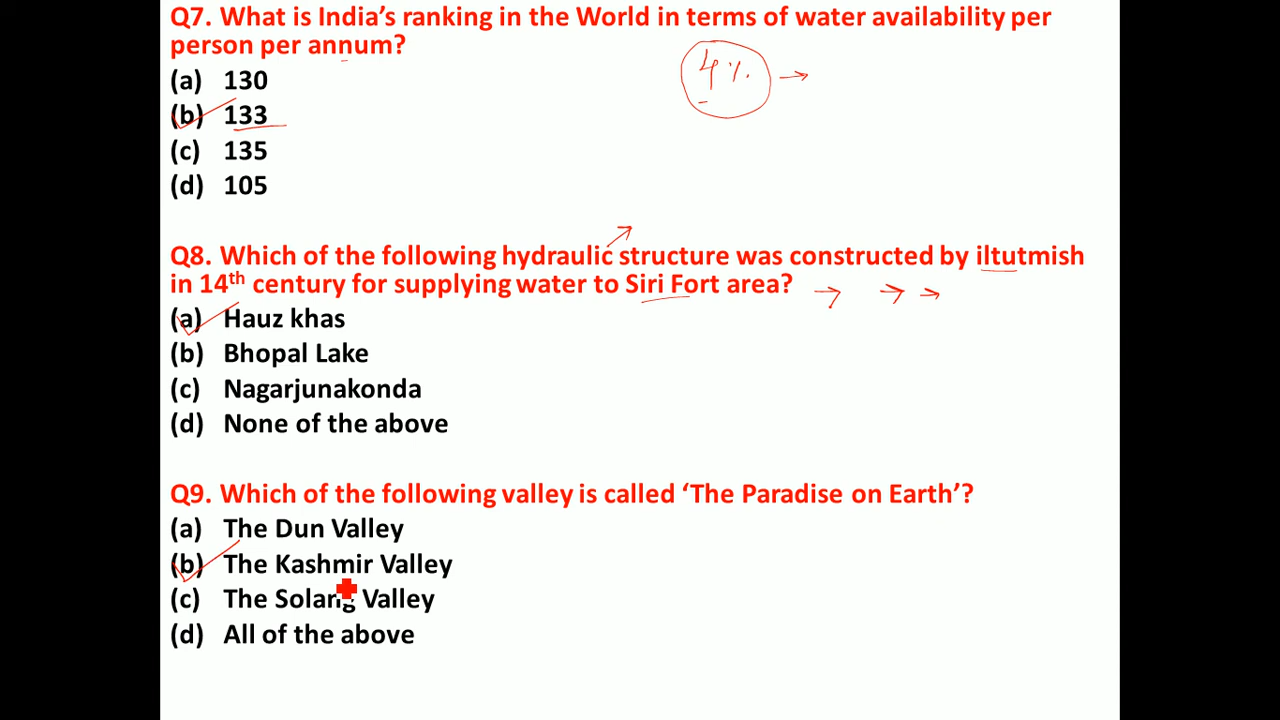 Q7. What is India’s ranking in the World in terms of water availability per
person per annum?
4%
(a) 130
(b) 133
(c) 135
(d) 105
Q8. Which of the following hydraulic structure was constructed by iltutmish
in 14th century for supplying water to Siri Fort area?
(a) Hauz khas
(b) Bhopal Lake
(c) Nagarjunakonda
(d) None of the above
Q9. Which of the following valley is called ‘The Paradise on Earth’?
(a) The Dun Valley
(b) The Kashmir Valley
(c) The Solang Valley
(d) All of the above